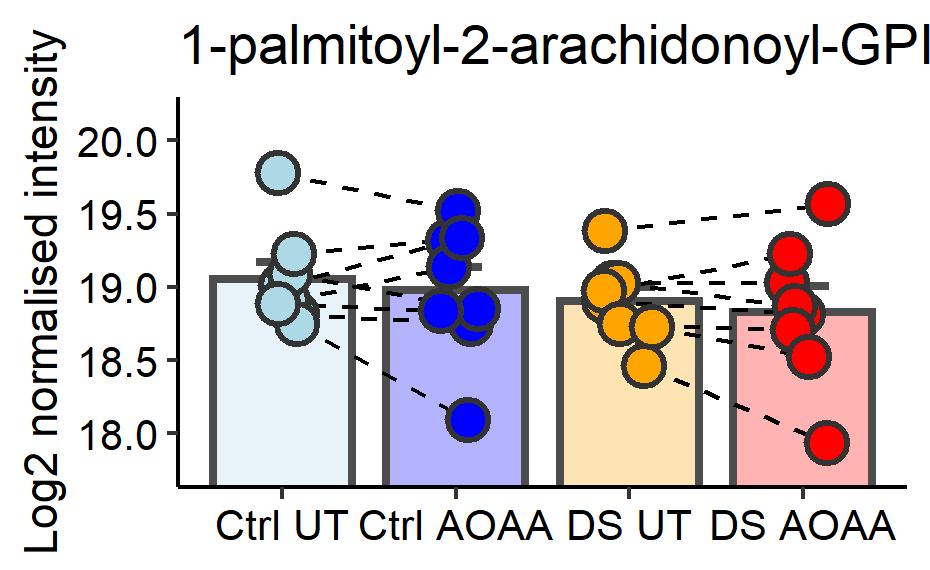 1-palmitoyl-2-arachidonoyl-GPI
Log2 normalised intensity
20.0
19.5
19.0
18.5
18.0
Ctrl UT Ctrl AOAA DS UT DS AOAA